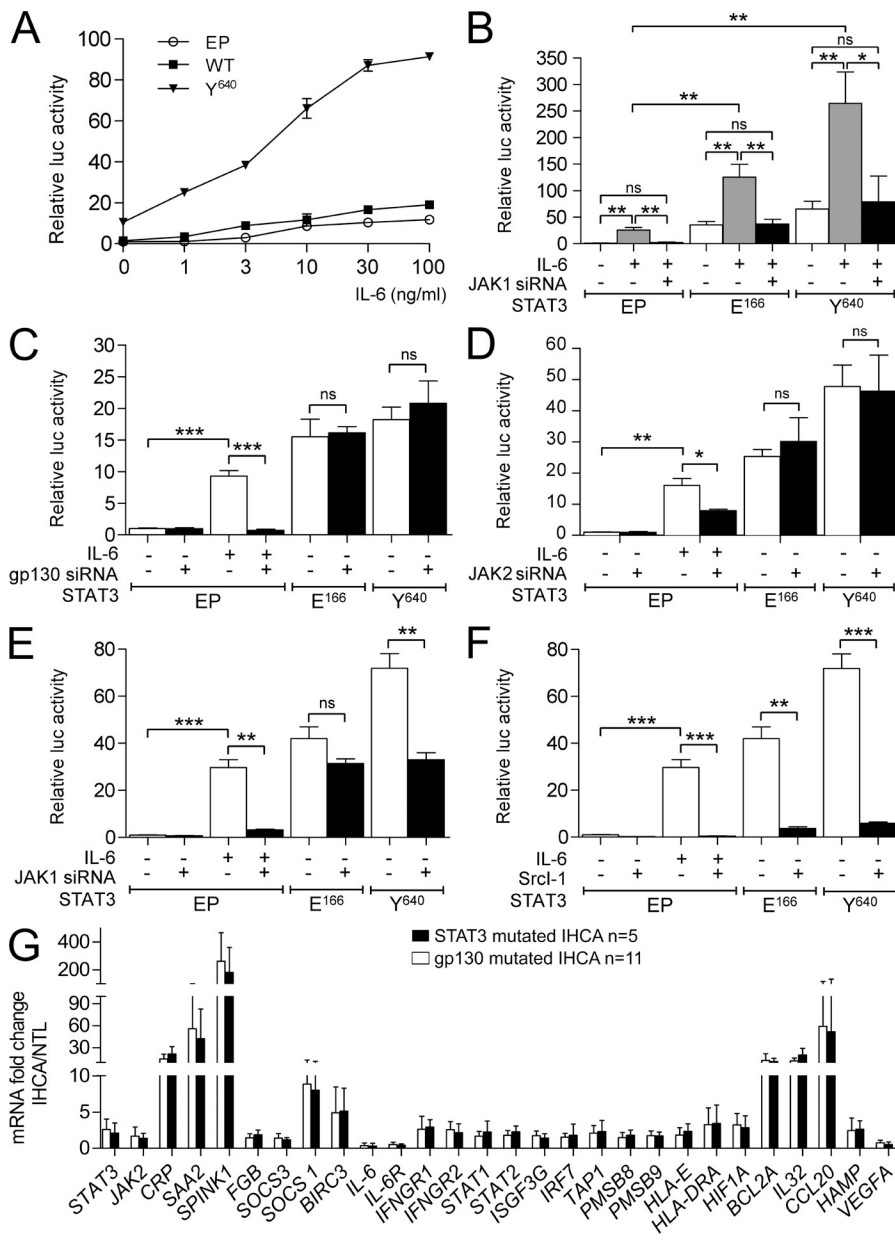 A
Relative luc activity
100
80
60
40
20
0
EP
WT
Y640
0 1 3 10 30 100
IL-6 (ng/ml)
B
Relative luc activity
350
300
250
200
150
100
50
0
**
** ns
ns ** ** ** *
ns ** **
** **
IL-6 - + + - + + - + +
JAK1 siRNA - - + - - + - - +
STAT3 EP E166 Y640
C
Relative luc activity
30
25
20
15
10
5
0
*** *** ns ns
IL-6 - - + + - - - -
gp130 siRNA - + - + - + - +
STAT3 EP E166 Y640
D
Relative luc activity
60
50
40
30
20
10
0
** * ns ns
IL-6 - - + + - - - -
JAK2 siRNA - + - + - + - +
STAT3 EP E166 Y640
E
Relative luc activity
80
60
40
20
0
*** ** ns **
IL-6 - - + + - - - -
JAK1 siRNA - + - + - + - +
STAT3 EP E166 Y640
F
Relative luc activity
80
60
40
20
0
*** *** ** ***
IL-6 - - + + - - - -
SrcI-1 - + - + - + - +
STAT3 EP E166 Y640
G
mRNA fold change
IHCA/NTL
400
200
90
60
30
10
5
0
STAT3 mutated IHCA n=5
gp130 mutated IHCA n=11
STAT3
JAK2
CRP
SAA2
SPINK1
FGB
SOCS3
SOCS 1
BIRC3
IL-6
IL-6R
IFNGR1
IFNGR2
STAT1
STAT2
ISGF3G
IRF7
TAP1
PMSB8
PMSB9
HLA-E
HLA-DRA
HIF1A
BCL2A
IL32
CCL20
HAMP
VEGFA